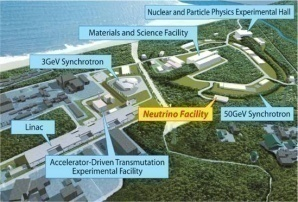 Nuclear and Particle Physics Experimental Hall
Materials and Science Facility
3GeV Synchrotron
Neutrino Facility
50GeV Synchrotron
Linac
Accelerator-Driven Transmutation
Experimental Facility